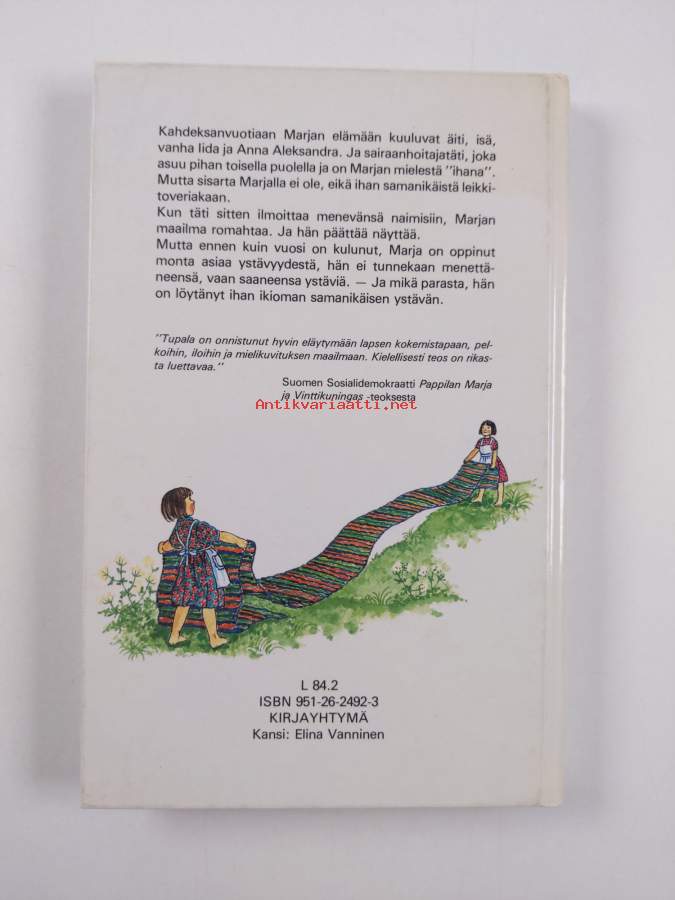 Kahdeksanvuotiaan Marjan elämään kuuluvat äiti, isä,
vanha Iida ja Anna Aleksandra. Ja sairaanhoitajatäti, joka
asuu pihan toisella puolella ja on Marjan mielestä "ihana".
Mutta sisarta Marjalla ei ole, eikä ihan samanikäistä leikki-
toveriakaan.
Kun täti sitten ilmoittaa menevänsä naimisiin, Marjan
maailma romahtaa. Ja hän päättää näyttää.
Mutta ennen kuin vuosi on kulunut, Marja on oppinut
monta asiaa ystävyydestä, hän ei tunnekaan menettä-
neensä, vaan saaneensa ystäviä. — Ja mikä parasta, hän
on löytänyt ihan ikioman samanikäisen ystävän.
"Tupala on onnistunut hyvin eläytymään lapsen kokemistapaan, pel-
koihin, iloihin ja mielikuvituksen maailmaan. Kielellisesti teos on rikas-
ta luettavaa."
Suomen Sosialidemokraatti Pappilan Marja
ja Vinttikuningas -teoksesta
Antikvariaatti.net
L 84.2
ISBN 951-26-2492-3
KIRJAYHTYMÄ
Kansi: Elina Vanninen